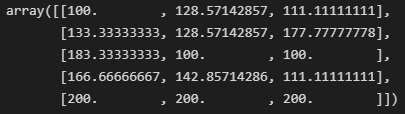 array([[100.        , 128.57142857, 111.11111111],
       [133.33333333, 128.57142857, 177.77777778],
       [183.33333333, 100.        , 100.        ],
       [166.66666667, 142.85714286, 111.11111111],
       [200.        , 200.        , 200.        ]])